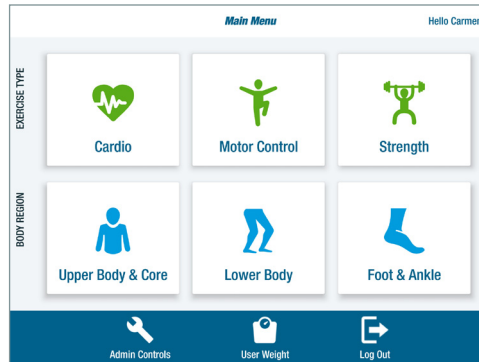 Main Menu
Hello Carmen
EXERCISE TYPE
Cardio
Motor Control
Strength
BODY REGION
Upper Body & Core
Lower Body
Foot & Ankle
Admin Controls
User Weight
Log Out